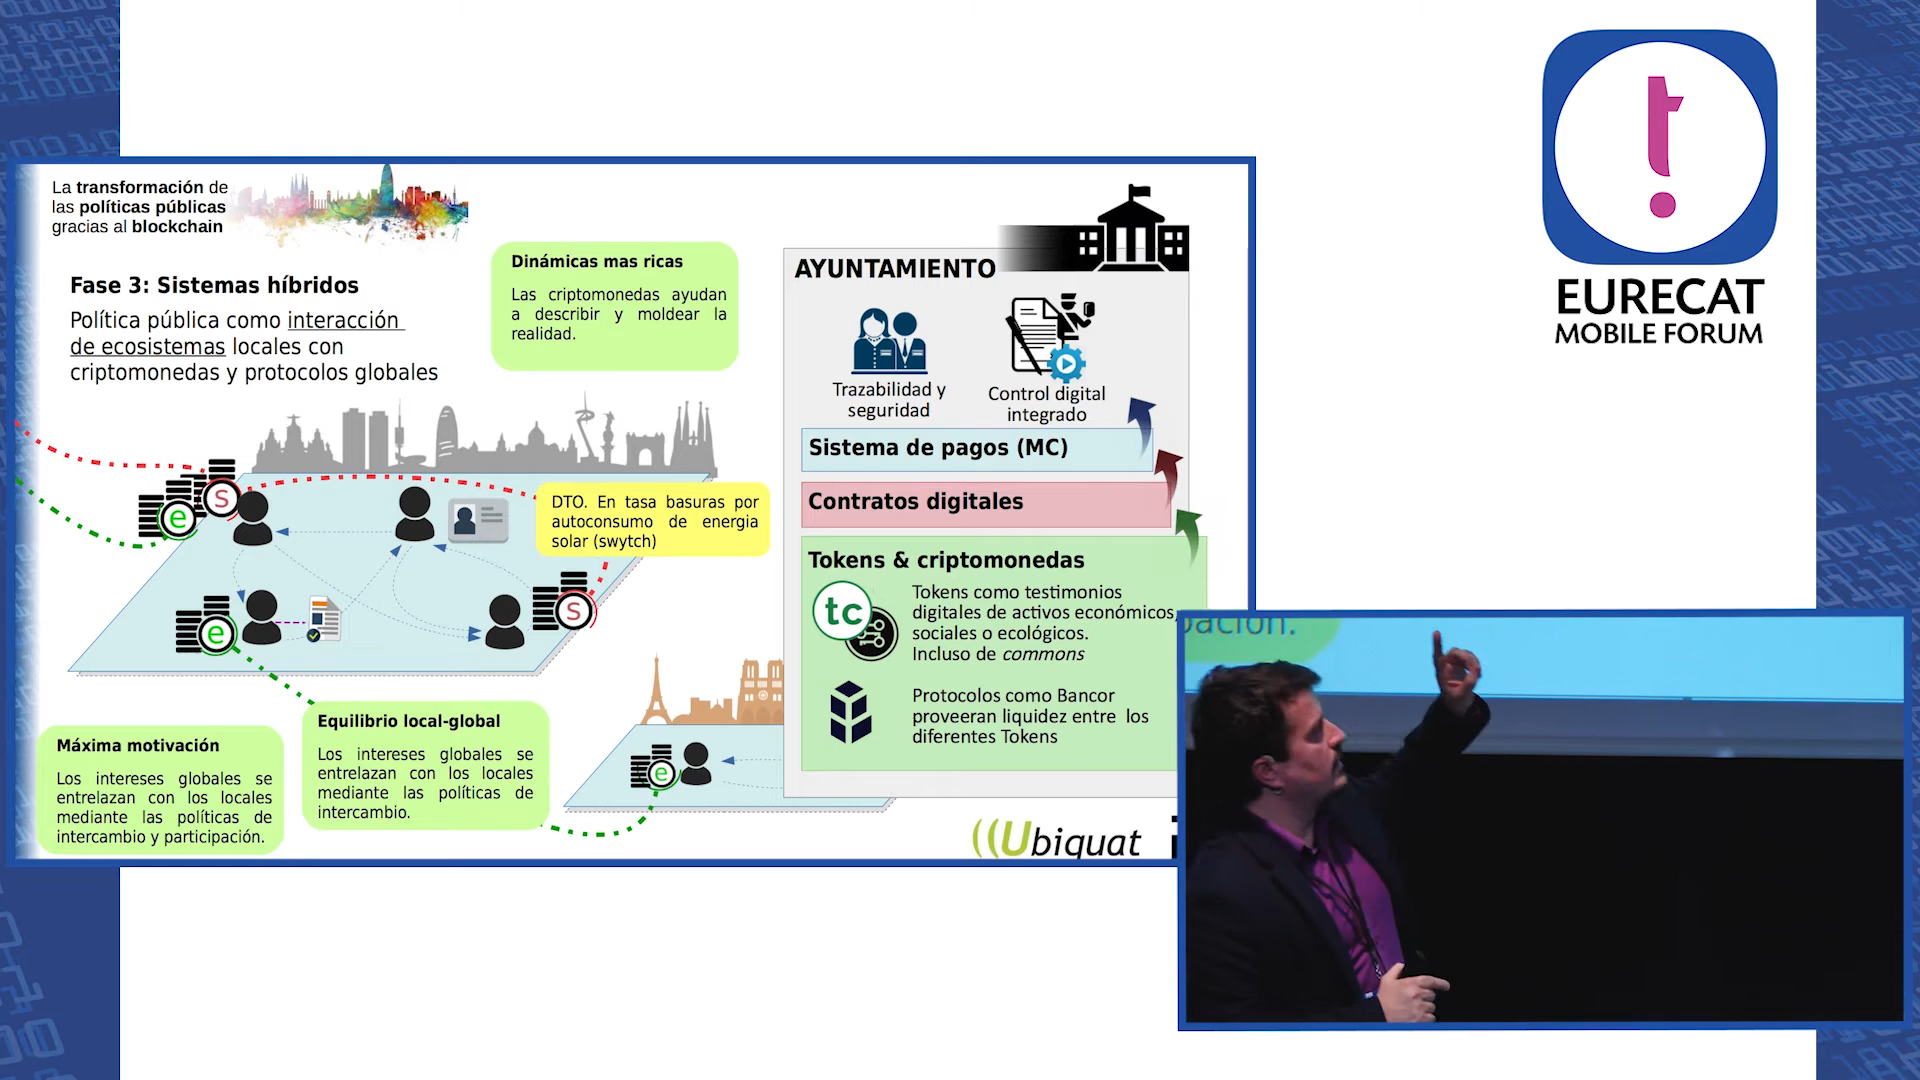 La transformación de
las políticas públicas
gracias al blockchain
Fase 3: Sistemas híbridos
Política pública como interacción
de ecosistemas locales con
criptomonedas y protocolos globales
Dinámicas mas ricas
Las criptomonedas ayudan
a describir y moldear la
realidad.
AYUNTAMIENTO
Trazabilidad y
seguridad
Control digital
integrado
Sistema de pagos (MC)
Contratos digitales
Tokens & criptomonedas
tc
Tokens como testimonios
digitales de activos económicos,
sociales o ecológicos.
Incluso de commons
Protocolos como Bancor
proveeran liquidez entre los
diferentes Tokens
DTO. En tasa basuras por
autoconsumo de energia
solar (swytch)
S
e
e
S
e
Máxima motivación
Los intereses globales se
entrelazan con los locales
mediante las políticas de
intercambio y participación.
Equilibrio local-global
Los intereses globales se
entrelazan con los locales
mediante las políticas de
intercambio.
Ubiquat
EURECAT
MOBILE FORUM
pación.